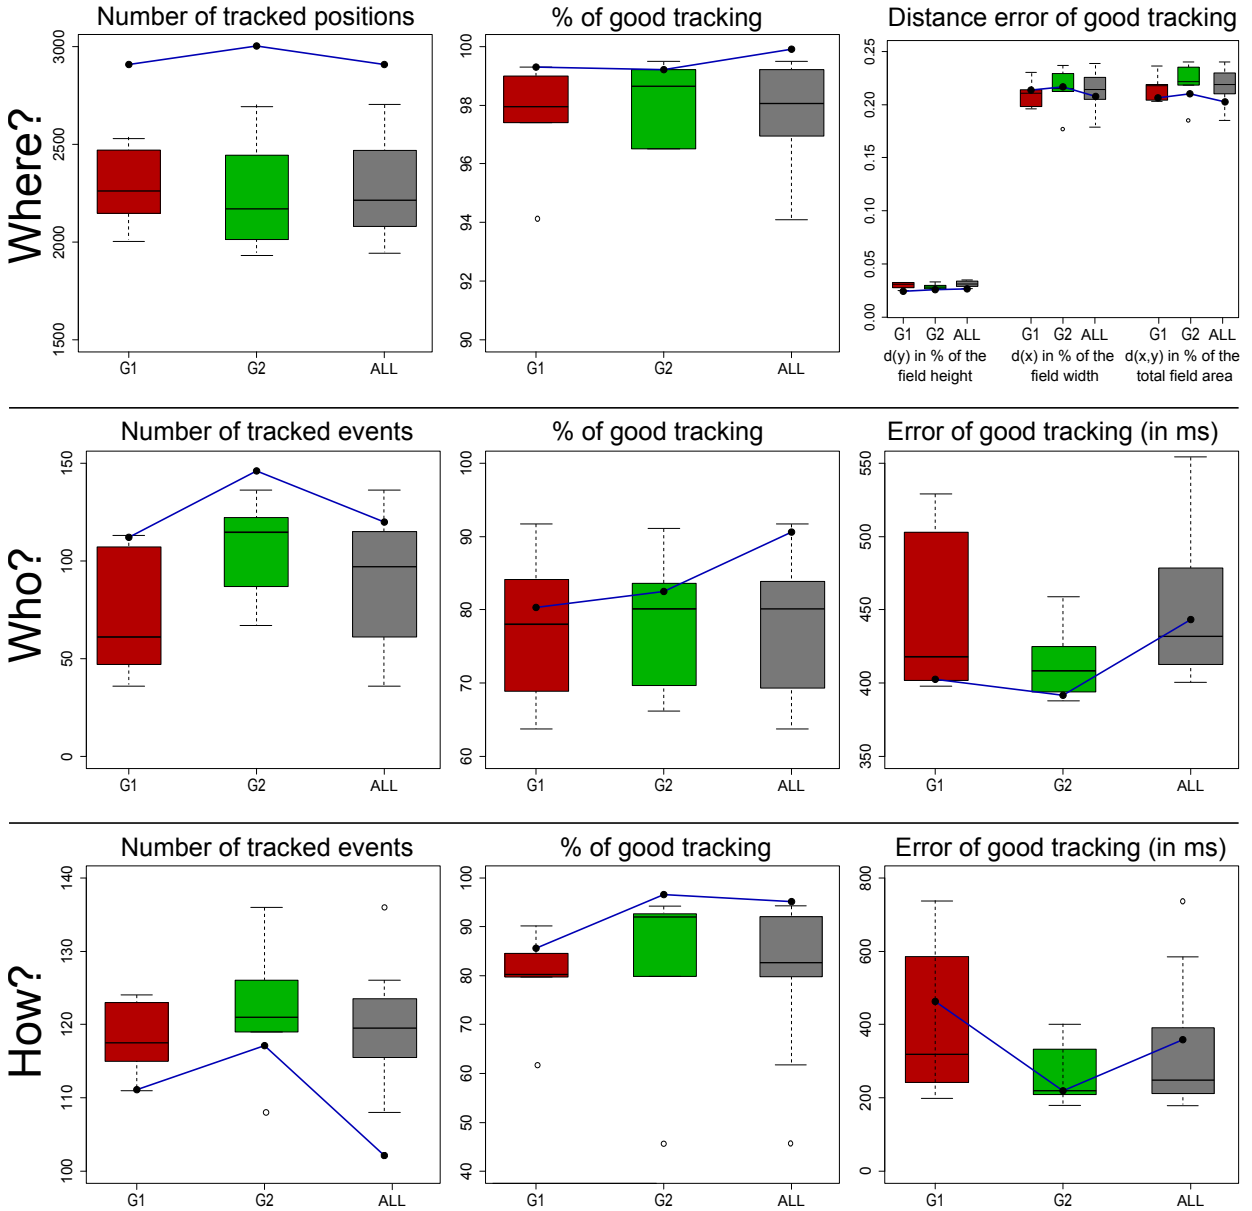 Where?
Number of tracked positions
3000
2500
2000
1500
G1 G2 ALL
% of good tracking
100
98
96
94
92
90
G1 G2 ALL
Distance error of good tracking
0.25
0.20
0.15
0.10
0.05
0.00
G1 G2 ALL G1 G2 ALL G1 G2 ALL
d(y) in % of the
field height
d(x) in % of the
field width
d(x,y) in % of the
total field area
Who?
Number of tracked events
150
100
50
0
G1 G2 ALL
% of good tracking
100
90
80
70
60
G1 G2 ALL
Error of good tracking (in ms)
550
500
450
400
350
G1 G2 ALL
How?
Number of tracked events
140
130
120
110
100
G1 G2 ALL
% of good tracking
100
90
80
70
60
50
40
G1 G2 ALL
Error of good tracking (in ms)
800
600
400
200
0
G1 G2 ALL